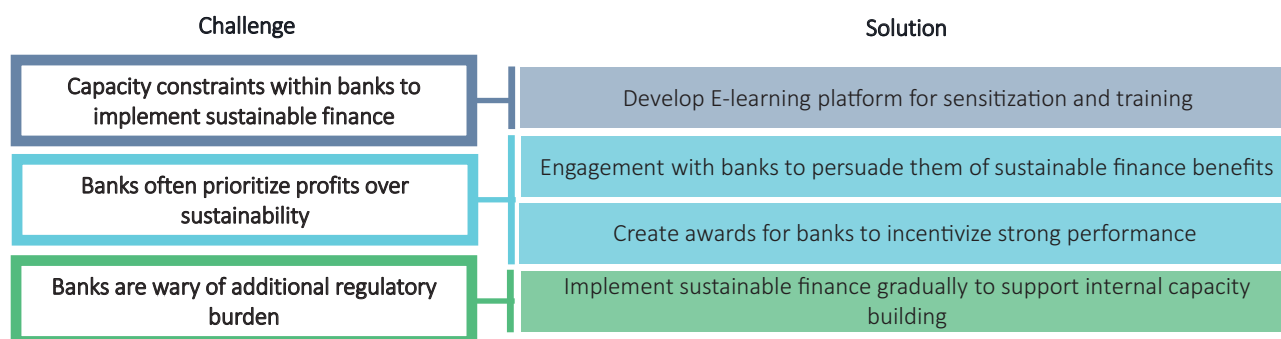 Challenge
Solution
Capacity constraints within banks to
implement sustainable finance
Develop E-learning platform for sensitization and training
Banks often prioritize profits over
sustainability
Engagement with banks to persuade them of sustainable finance benefits
Create awards for banks to incentivize strong performance
Banks are wary of additional regulatory
burden
Implement sustainable finance gradually to support internal capacity
building